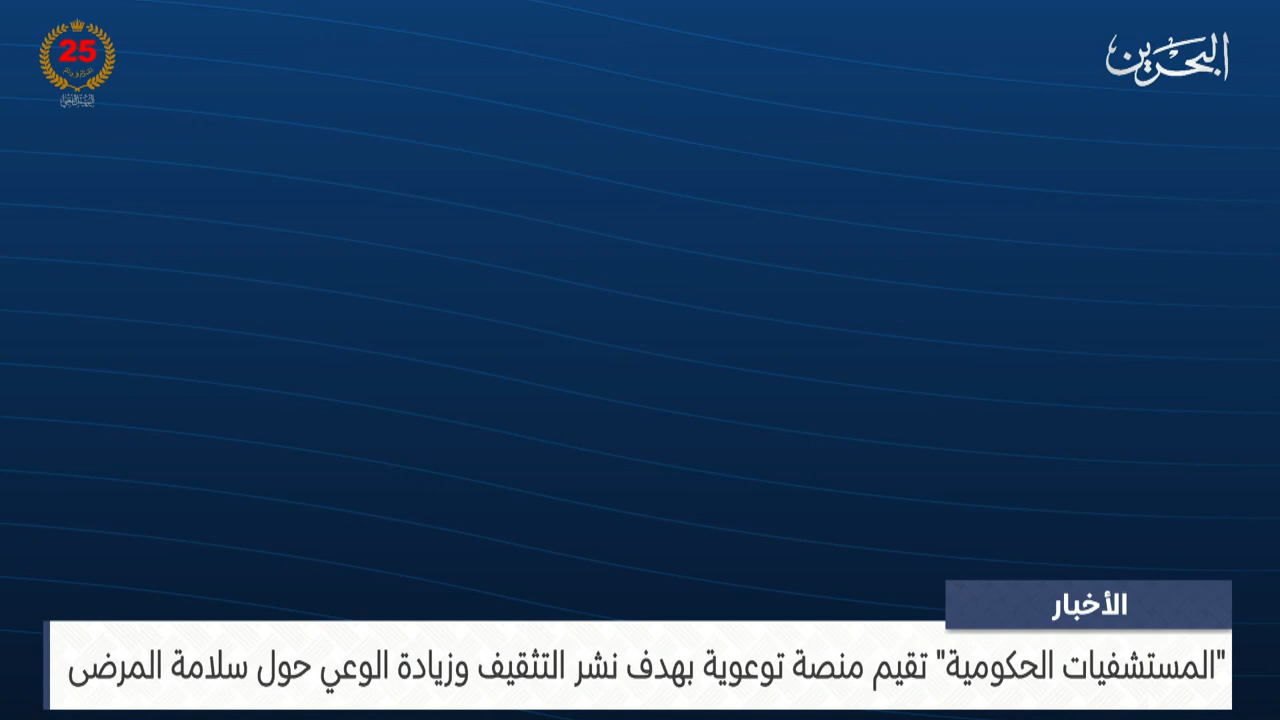 البحرين
25
الأخبار
"المستشفيات الحكومية" تقيم منصة توعوية بهدف نشر التثقيف وزيادة الوعي حول سلامة المرضى